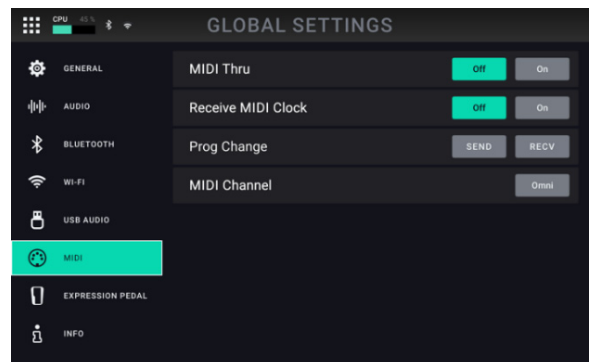 CPU 45 % GLOBAL SETTINGS
GENERAL
MIDI Thru Off On
AUDIO
Receive MIDI Clock Off On
BLUETOOTH
Prog Change SEND RECV
WI-FI
MIDI Channel Omni
USB AUDIO
MIDI
EXPRESSION PEDAL
INFO